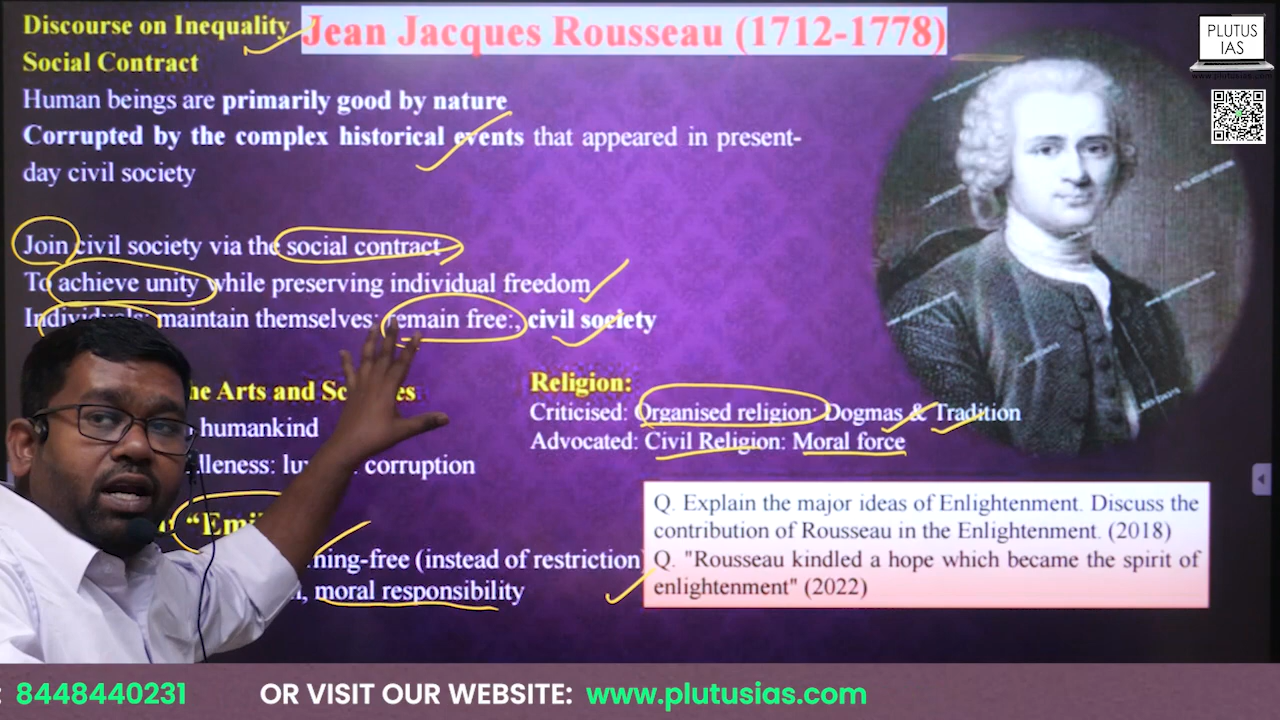 Discourse on Inequality
Jean Jacques Rousseau (1712-1778)
PLUTUS
IAS
www.plutusias.com
Social Contract
Human beings are primarily good by nature
Corrupted by the complex historical events that appeared in present-
day civil society
Join civil society via the social contract
To achieve unity while preserving individual freedom
Individuals: maintain themselves; remain free:, civil society
he Arts and Sciences
humankind
lleness: corruption
Religion:
Criticised: Organised religion: Dogmas & Tradition
Advocated: Civil Religion: Moral force
ning-free (instead of restriction)
moral responsibility
Q. Explain the major ideas of Enlightenment. Discuss the
contribution of Rousseau in the Enlightenment. (2018)
Q. "Rousseau kindled a hope which became the spirit of
enlightenment" (2022)
: 8448440231 OR VISIT OUR WEBSITE: www.plutusias.com